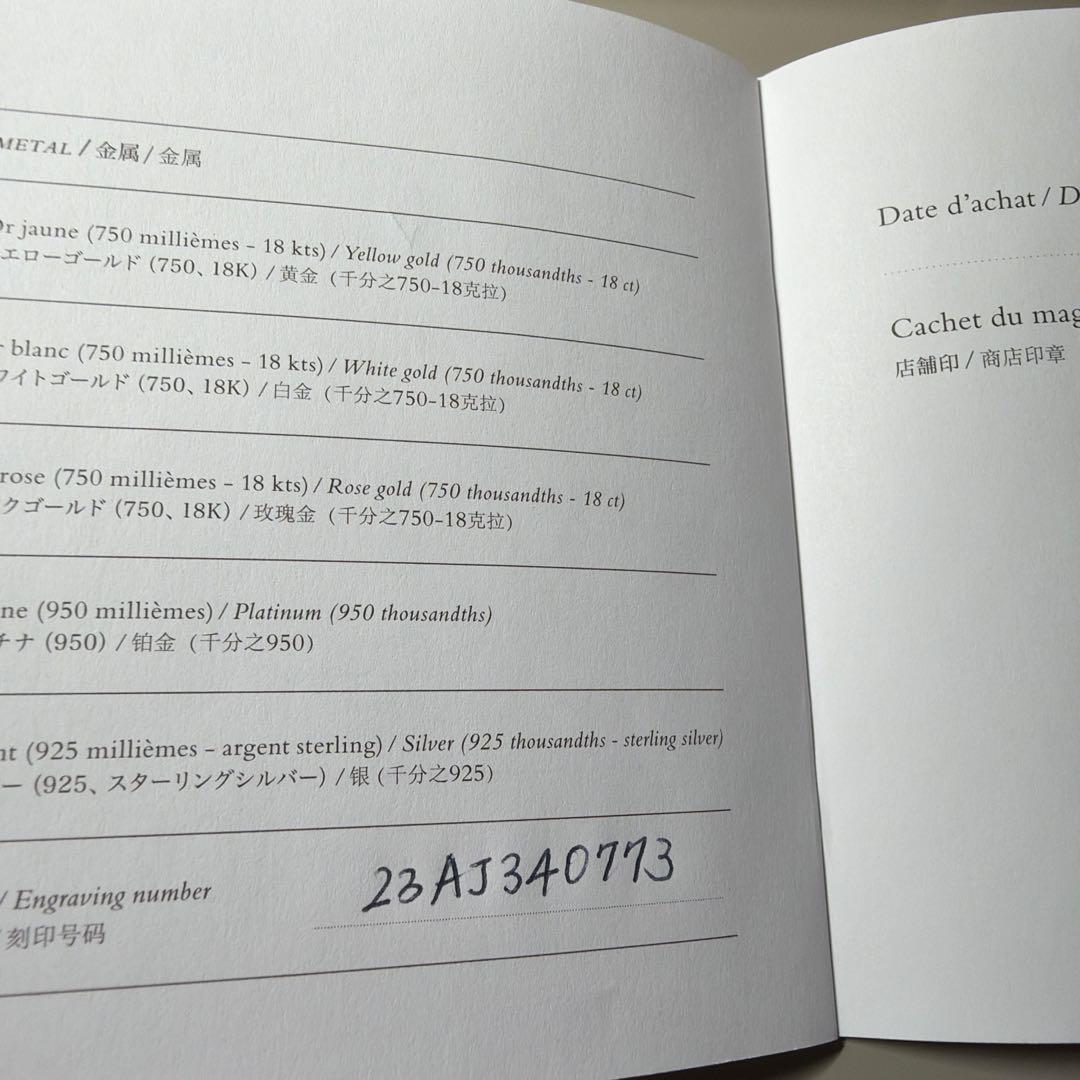 METAL / 金属 / 金属
Or jaune (750 millièmes – 18 kts) / Yellow gold (750 thousandths - 18 ct)
エローゴールド (750、18K) / 黄金 (千分之750-18克拉)
r blanc (750 millièmes – 18 kts) / White gold (750 thousandths - 18 ct)
ワイトゴールド (750、18K) / 白金 (千分之750-18克拉)
rose (750 millièmes – 18 kts) / Rose gold (750 thousandths - 18 ct)
クゴールド (750、18K) / 玫瑰金 (千分之750-18克拉)
ne (950 millièmes) / Platinum (950 thousandths)
チナ (950) / 铂金 (千分之950)
nt (925 millièmes – argent sterling) / Silver (925 thousandths - sterling silver)
ー (925、スターリングシルバー) / 银 (千分之925)
/ Engraving number
/ 刻印号码
23AJ340773
Date d'achat / D
Cachet du mag
店舗印 / 商店印章